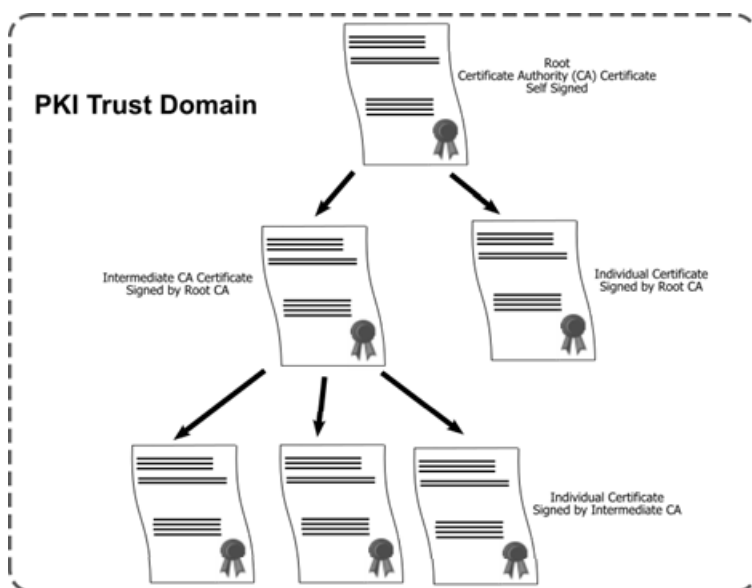 Root
Certificate Authority (CA) Certificate
Self Signed
PKI Trust Domain
Intermediate CA Certificate
Signed by Root CA
Individual Certificate
Signed by Root CA
Individual Certificate
Signed by Intermediate CA